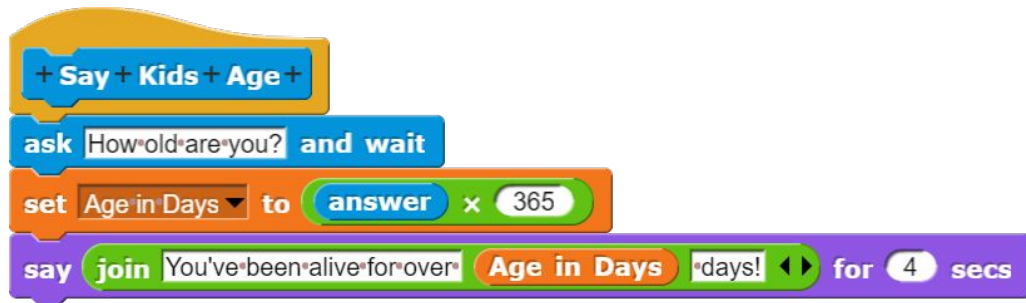 + Say + Kids + Age +
ask How old are you? and wait
set Age in Days to answer × 365
say join You've been alive for over Age in Days days! for 4 secs